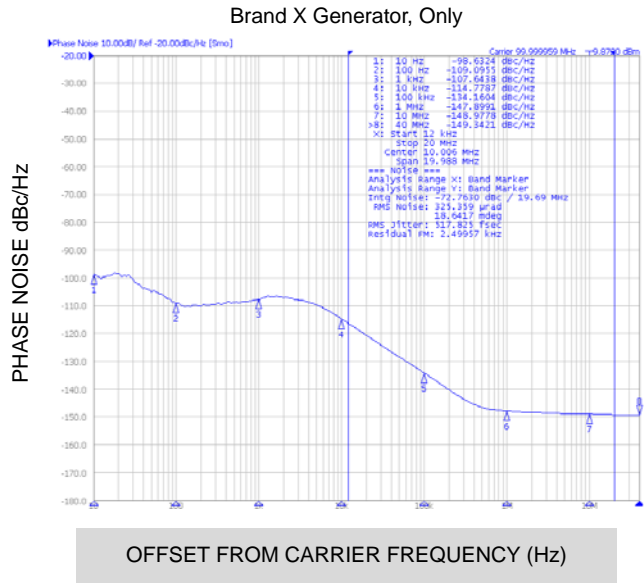 Brand X Generator, Only
Phase Noise 10.00dB/ Ref -20.00dBc/Hz [Smo]
Carrier 99.999959 MHz
-20.00
1: 10 Hz -98.6324 dBc/Hz
2: 100 Hz -109.0955 dBc/Hz
3: 1 kHz -107.6438 dBc/Hz
4: 10 kHz -114.7787 dBc/Hz
5: 100 kHz -134.1604 dBc/Hz
6: 1 MHz -147.8991 dBc/Hz
7: 10 MHz -148.9778 dBc/Hz
>8: 40 MHz -149.3421 dBc/Hz
X: Start 12 kHz
Stop 20 MHz
Center 10.006 MHz
Span 19.988 MHz
=== Noise ===
Analysis Range X: Band Marker
Analysis Range Y: Band Marker
Intg Noise: -72.7630 dBc / 19.69 MHz
RMS Noise: 325.359 µrad
18.6417 mdeg
RMS Jitter: 517.825 fsec
Residual FM: 2.49957 kHz
-30.00
-40.00
-50.00
-60.00
-70.00
-80.00
-90.00
-100.0
-110.0
-120.0
-130.0
-140.0
-150.0
-160.0
-170.0
-180.0
1
2
3
4
5
6
7
PHASE NOISE dBc/Hz
OFFSET FROM CARRIER FREQUENCY (Hz)